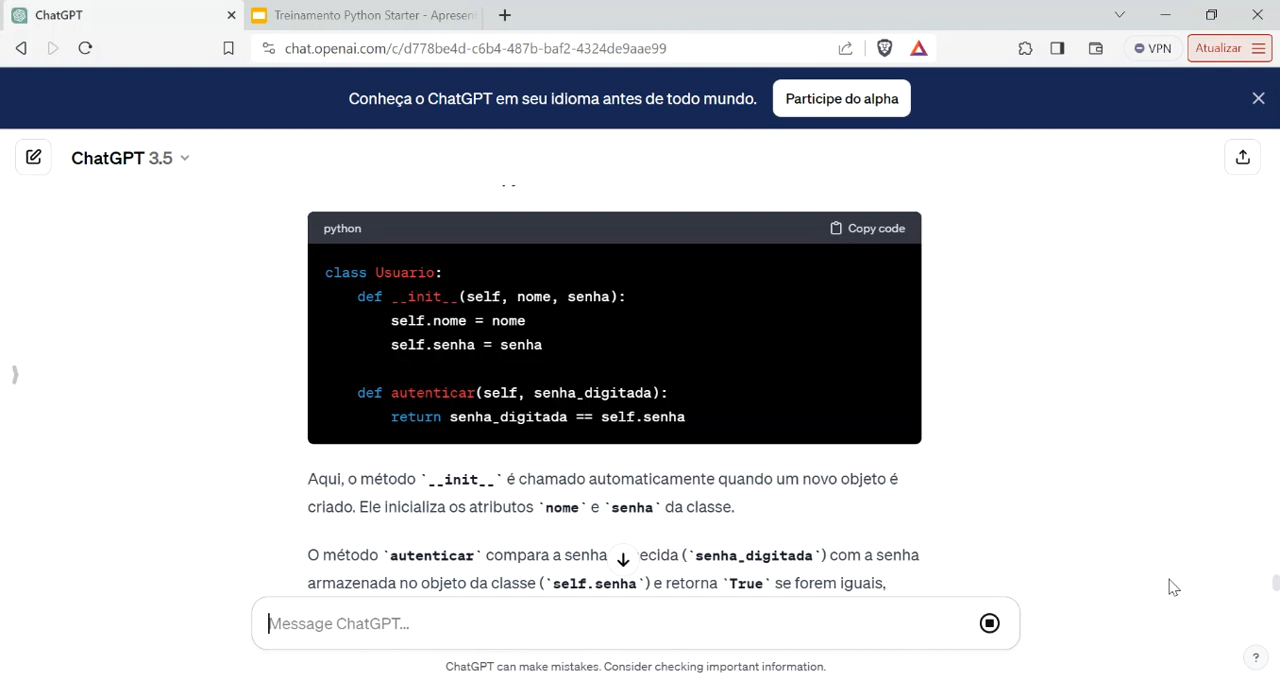 ChatGPT
Treinamento Python Starter - Apresent
chat.openai.com/c/d778be4d-c6b4-487b-baf2-4324de9aae99
VPN
Atualizar
Conheça o ChatGPT em seu idioma antes de todo mundo.
Participe do alpha
ChatGPT 3.5
python
Copy code
class Usuario:
def __init__(self, nome, senha):
self.nome = nome
self.senha = senha
def autenticar(self, senha_digitada):
return senha_digitada == self.senha
Aqui, o método `__init__` é chamado automaticamente quando um novo objeto é
criado. Ele inicializa os atributos `nome` e `senha` da classe.
O método `autenticar` compara a senha ecida (`senha_digitada`) com a senha
armazenada no objeto da classe (`self.senha`) e retorna `True` se forem iguais,
Message ChatGPT...
ChatGPT can make mistakes. Consider checking important information.
?